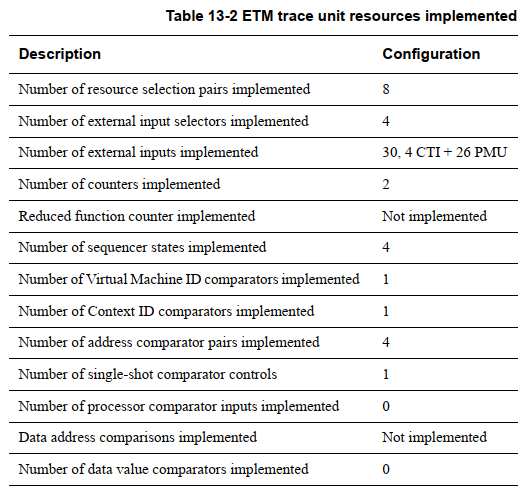 Table 13-2 ETM trace unit resources implemented
Description Configuration
Number of resource selection pairs implemented 8
Number of external input selectors implemented 4
Number of external inputs implemented 30, 4 CTI + 26 PMU
Number of counters implemented 2
Reduced function counter implemented Not implemented
Number of sequencer states implemented 4
Number of Virtual Machine ID comparators implemented 1
Number of Context ID comparators implemented 1
Number of address comparator pairs implemented 4
Number of single-shot comparator controls 1
Number of processor comparator inputs implemented 0
Data address comparisons implemented Not implemented
Number of data value comparators implemented 0